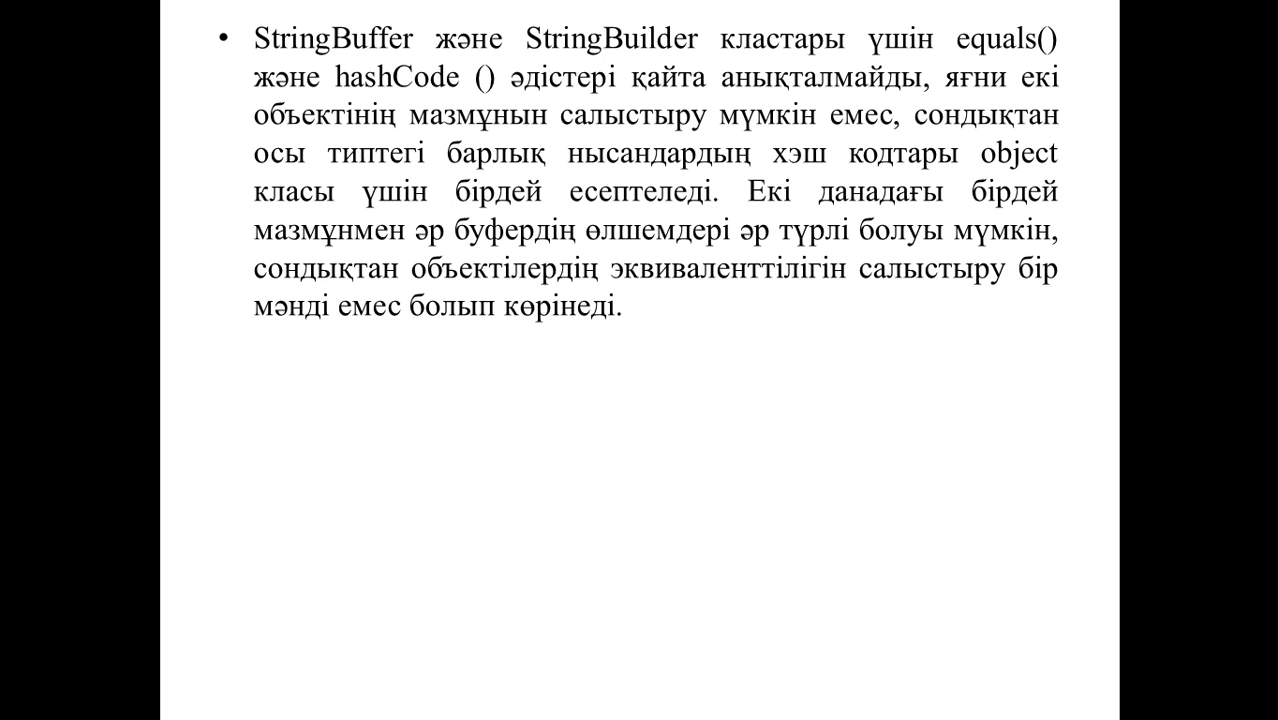 • StringBuffer және StringBuilder кластары үшін equals()
және hashCode () әдістері қайта анықталмайды, яғни екі
объектінің мазмұнын салыстыру мүмкін емес, сондықтан
осы типтегі барлық нысандардың хэш кодтары object
класы үшін бірдей есептеледі. Екі данадағы бірдей
мазмұнмен әр буфердің өлшемдері әр түрлі болуы мүмкін,
сондықтан объектілердің эквиваленттілігін салыстыру бір
мәнді емес болып көрінеді.